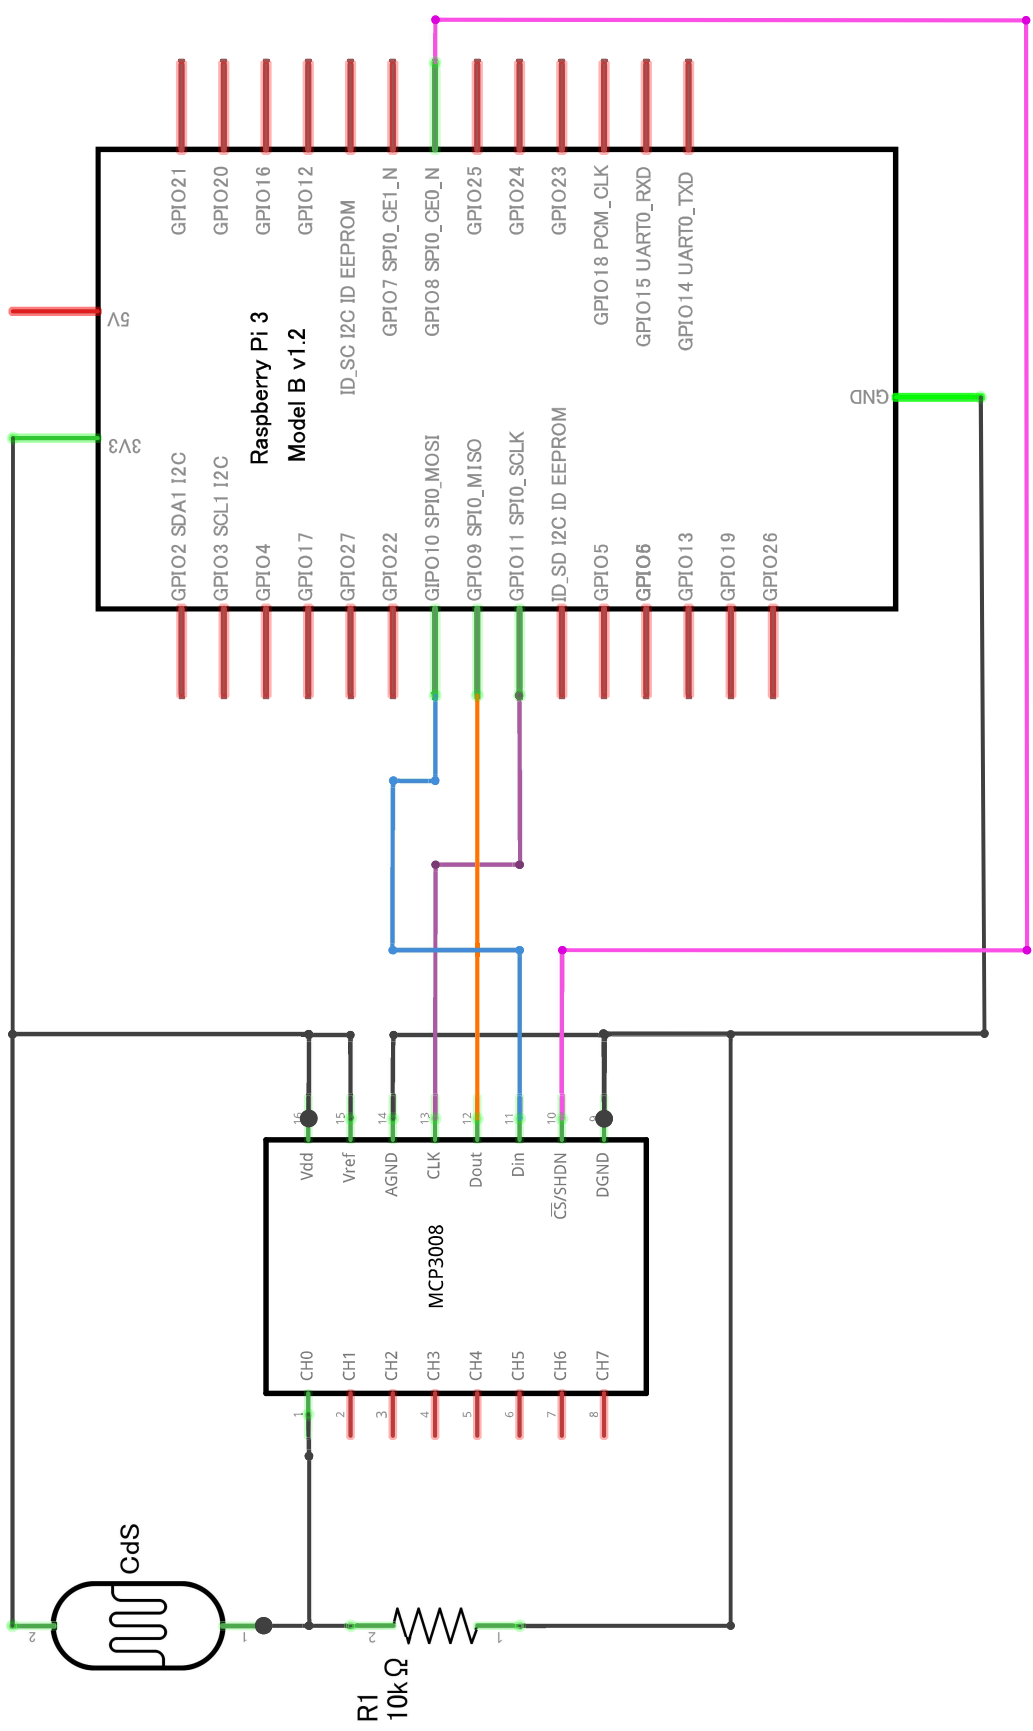 GPIO21
GPIO20
GPIO16
GPIO12
ID_SC I2C ID EEPROM
GPIO7 SPI0_CE1_N
GPIO8 SPI0_CE0_N
GPIO25
GPIO24
GPIO23
GPIO18 PCM_CLK
GPIO15 UART0_RXD
GPIO14 UART0_TXD
5V
3V3
Raspberry Pi 3
Model B v1.2
GND
GPIO2 SDA1 I2C
GPIO3 SCL1 I2C
GPIO4
GPIO17
GPIO27
GPIO22
GIPO10 SPI0_MOSI
GPIO9 SPI0_MISO
GPIO11 SPI0_SCLK
ID_SD I2C ID EEPROM
GPIO5
GPIO6
GPIO13
GPIO19
GPIO26
16
15
14
13
12
11
10
9
Vdd
Vref
AGND
CLK
Dout
Din
C̅S̅/SHDN
DGND
MCP3008
CH0
CH1
CH2
CH3
CH4
CH5
CH6
CH7
1
2
3
4
5
6
7
8
CdS
2
1
2
1
R1
10kΩ